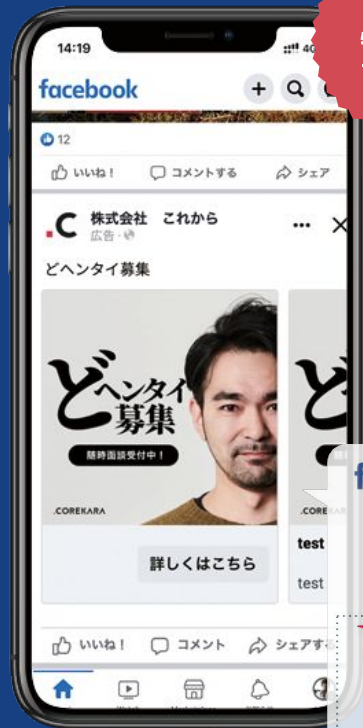 14:19
facebook
12
いいね!
コメントする
シェア
.C 株式会社 これから
広告
どヘンタイ募集
どヘンタイ
募集
随時面談受付中!
.COREKARA
詳しくはこちら
ど
.CORE
test
test
いいね!
コメント
シェアする